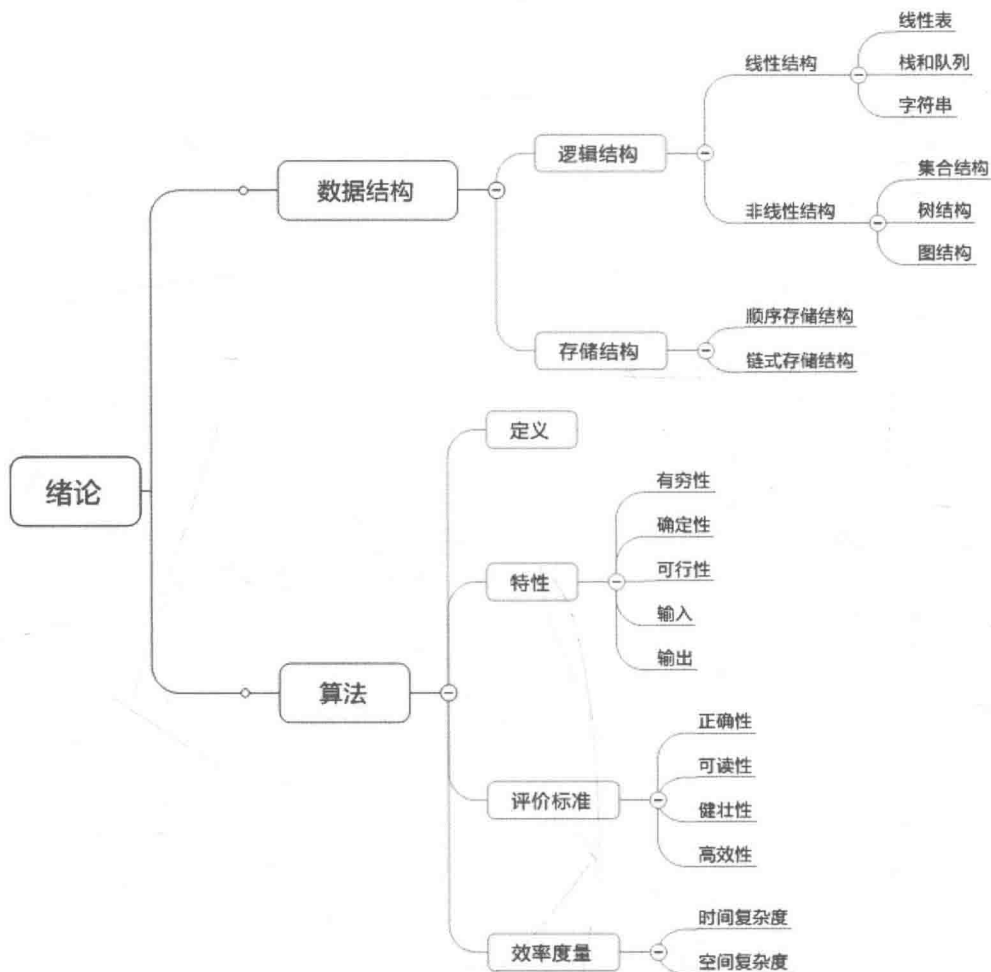 绪论
数据结构
逻辑结构
线性结构
线性表
栈和队列
字符串
非线性结构
集合结构
树结构
图结构
存储结构
顺序存储结构
链式存储结构
算法
定义
特性
有穷性
确定性
可行性
输入
输出
评价标准
正确性
可读性
健壮性
高效性
效率度量
时间复杂度
空间复杂度